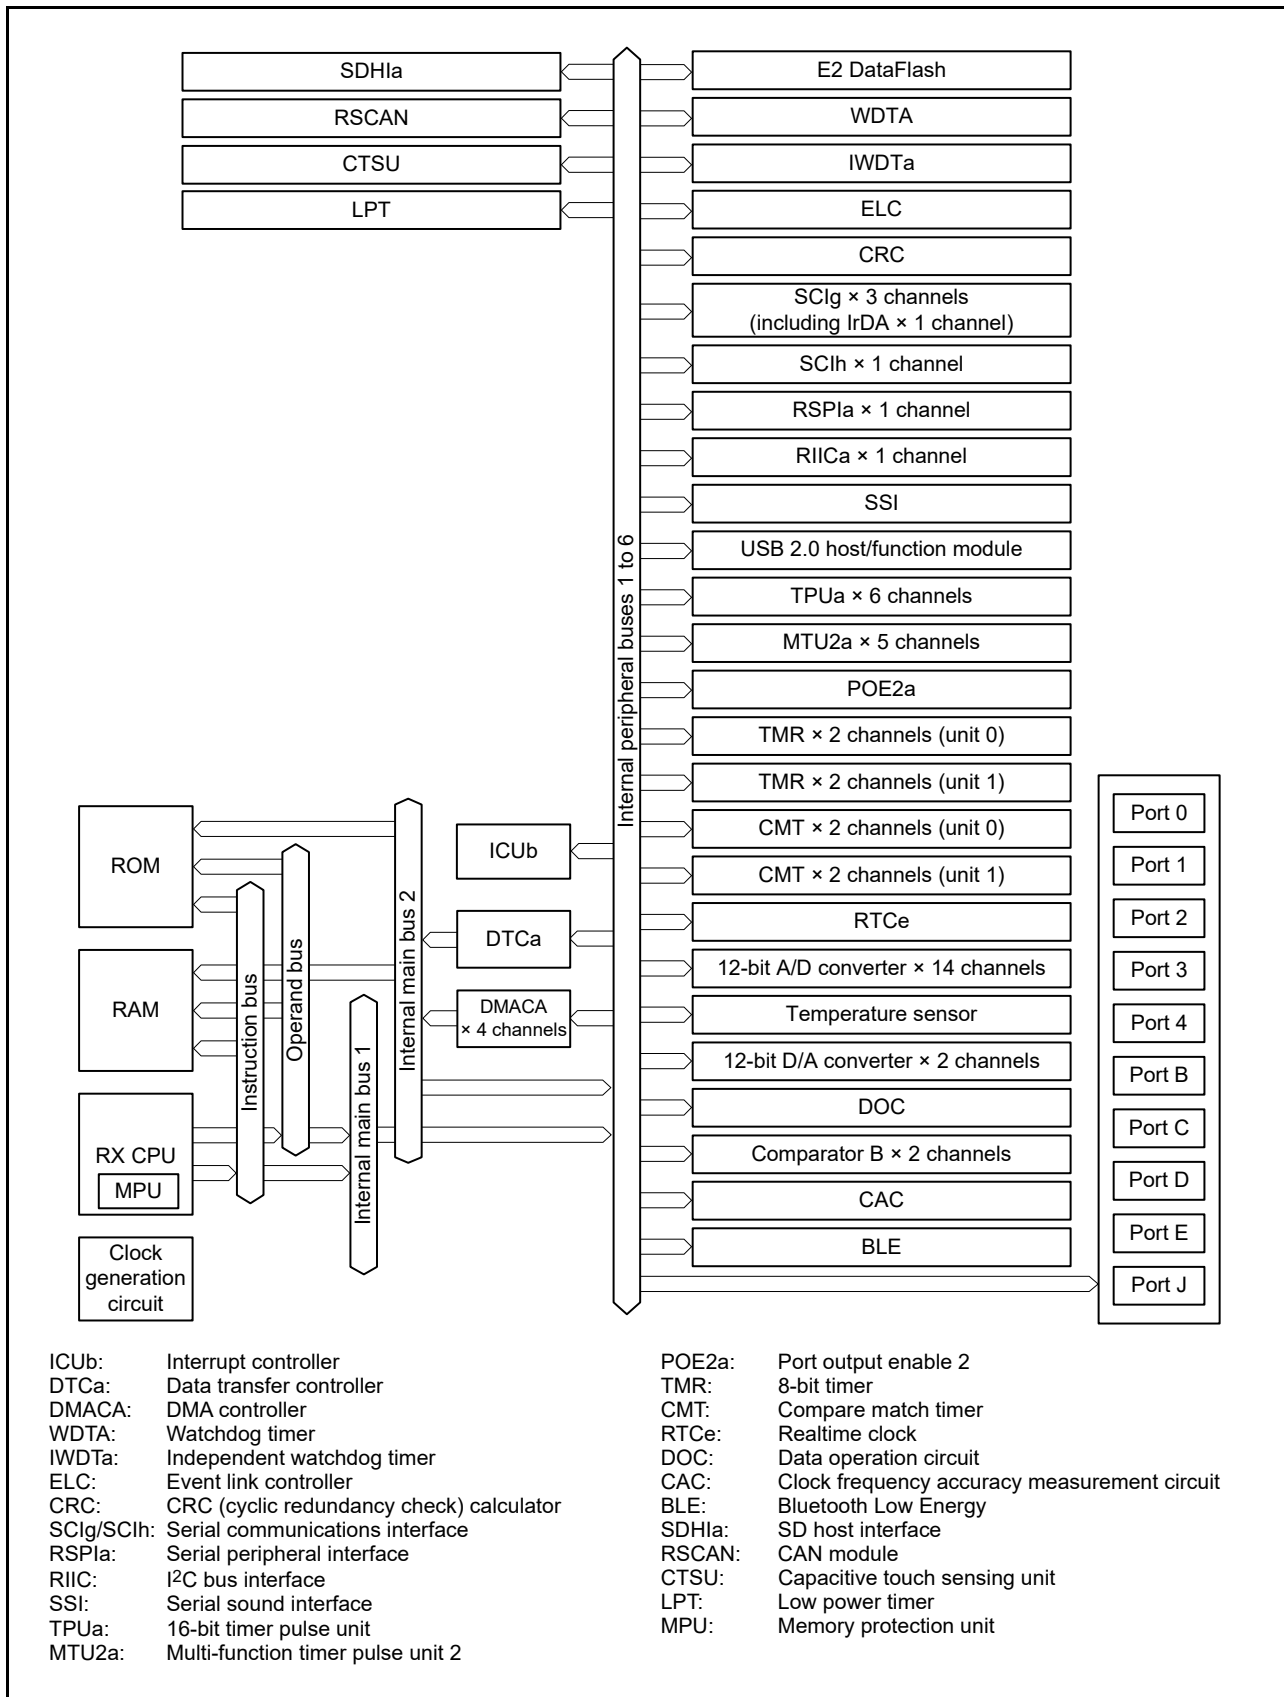 SDHIa
RSCAN
CTSU
LPT
E2 DataFlash
WDTA
IWDTa
ELC
CRC
SCIg × 3 channels
(including IrDA × 1 channel)
SCIh × 1 channel
RSPIa × 1 channel
RIICa × 1 channel
SSI
USB 2.0 host/function module
TPUa × 6 channels
MTU2a × 5 channels
POE2a
TMR × 2 channels (unit 0)
TMR × 2 channels (unit 1)
CMT × 2 channels (unit 0)
CMT × 2 channels (unit 1)
RTCe
12-bit A/D converter × 14 channels
Temperature sensor
12-bit D/A converter × 2 channels
DOC
Comparator B × 2 channels
CAC
BLE
Internal peripheral buses 1 to 6
Port 0
Port 1
Port 2
Port 3
Port 4
Port B
Port C
Port D
Port E
Port J
ROM
RAM
RX CPU
MPU
Clock
generation
circuit
Instruction bus
Operand bus
Internal main bus 1
Internal main bus 2
ICUb
DTCa
DMACA
× 4 channels
ICUb: Interrupt controller
DTCa: Data transfer controller
DMACA: DMA controller
WDTA: Watchdog timer
IWDTa: Independent watchdog timer
ELC: Event link controller
CRC: CRC (cyclic redundancy check) calculator
SCIg/SCIh: Serial communications interface
RSPIa: Serial peripheral interface
RIIC: I²C bus interface
SSI: Serial sound interface
TPUa: 16-bit timer pulse unit
MTU2a: Multi-function timer pulse unit 2
POE2a: Port output enable 2
TMR: 8-bit timer
CMT: Compare match timer
RTCe: Realtime clock
DOC: Data operation circuit
CAC: Clock frequency accuracy measurement circuit
BLE: Bluetooth Low Energy
SDHIa: SD host interface
RSCAN: CAN module
CTSU: Capacitive touch sensing unit
LPT: Low power timer
MPU: Memory protection unit